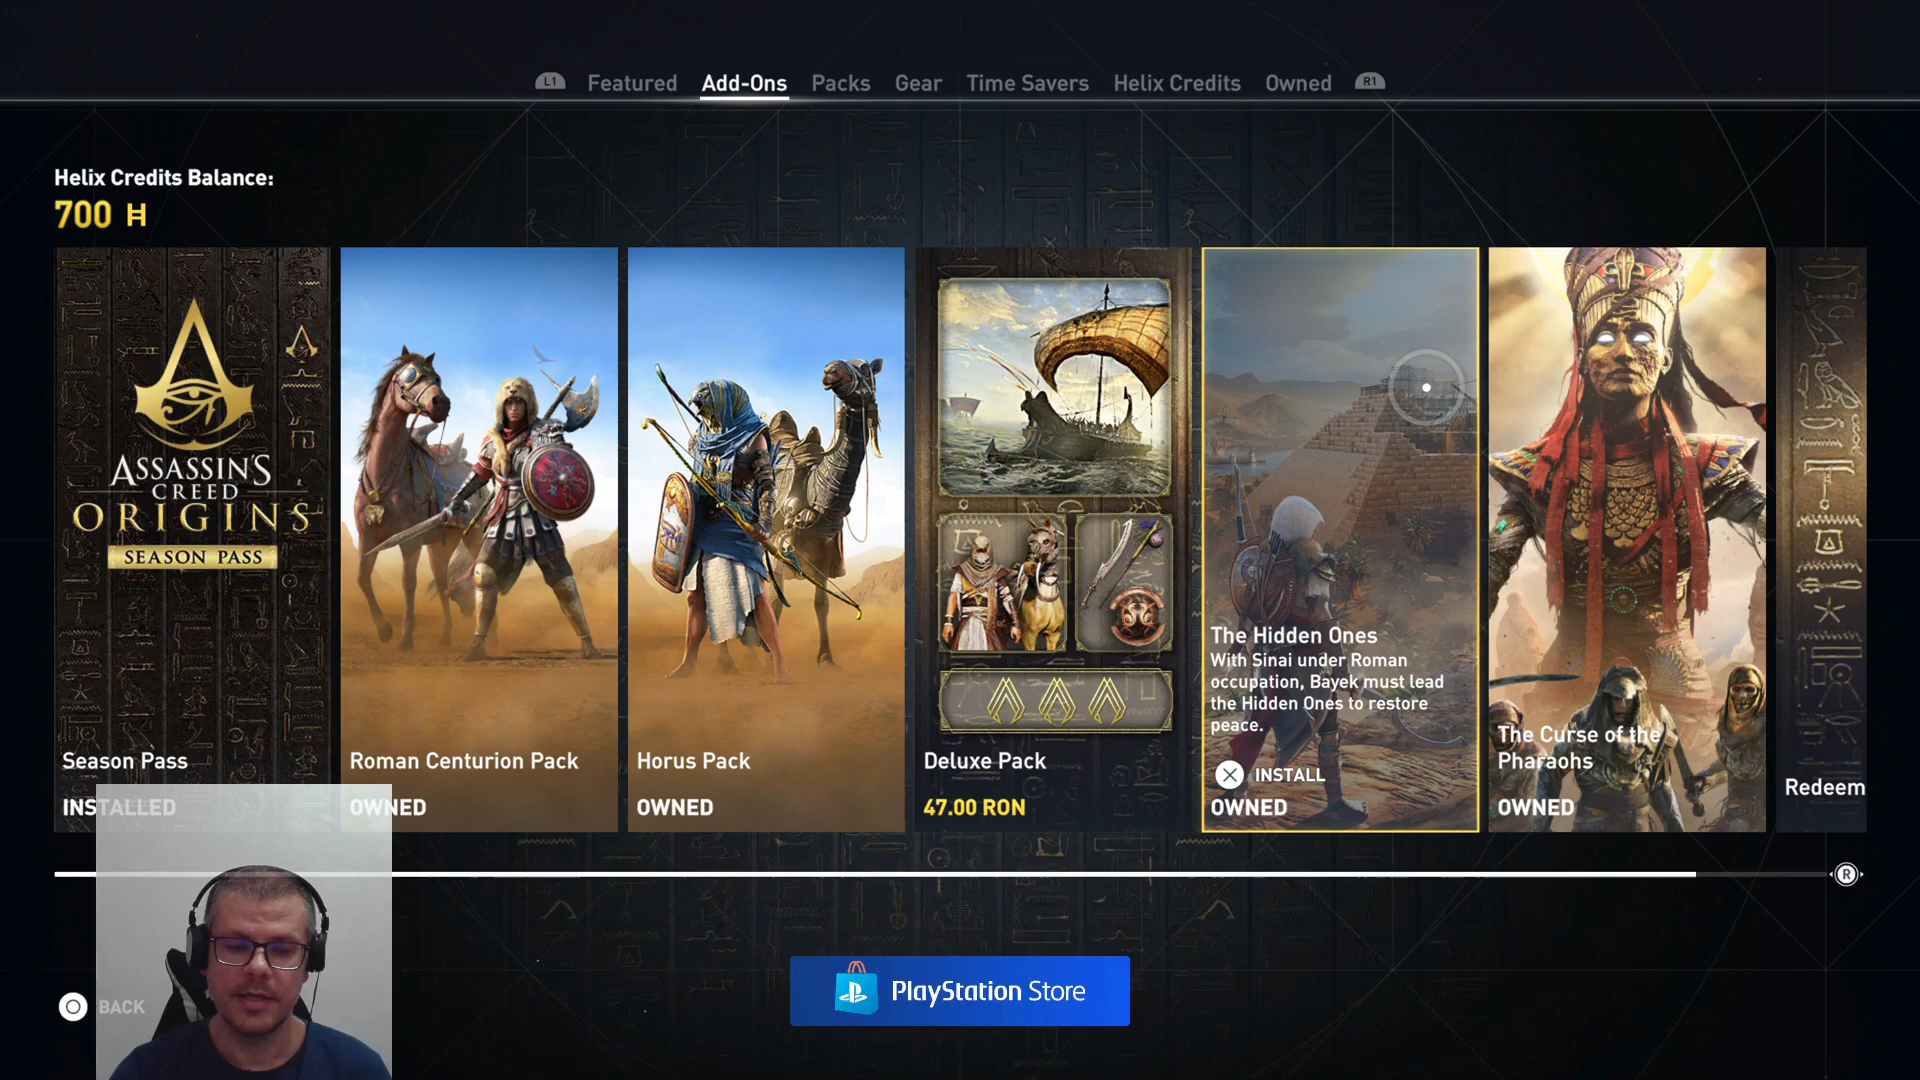 L1 Featured Add-Ons Packs Gear Time Savers Helix Credits Owned R1
Helix Credits Balance:
700 H
ASSASSIN'S
CREED
ORIGINS
SEASON PASS
Season Pass
INSTALLED
Roman Centurion Pack
OWNED
Horus Pack
OWNED
Deluxe Pack
47.00 RON
The Hidden Ones
With Sinai under Roman
occupation, Bayek must lead
the Hidden Ones to restore
peace.
INSTALL
OWNED
The Curse of the
Pharaohs
OWNED
Redeem
R
BACK
PlayStation Store